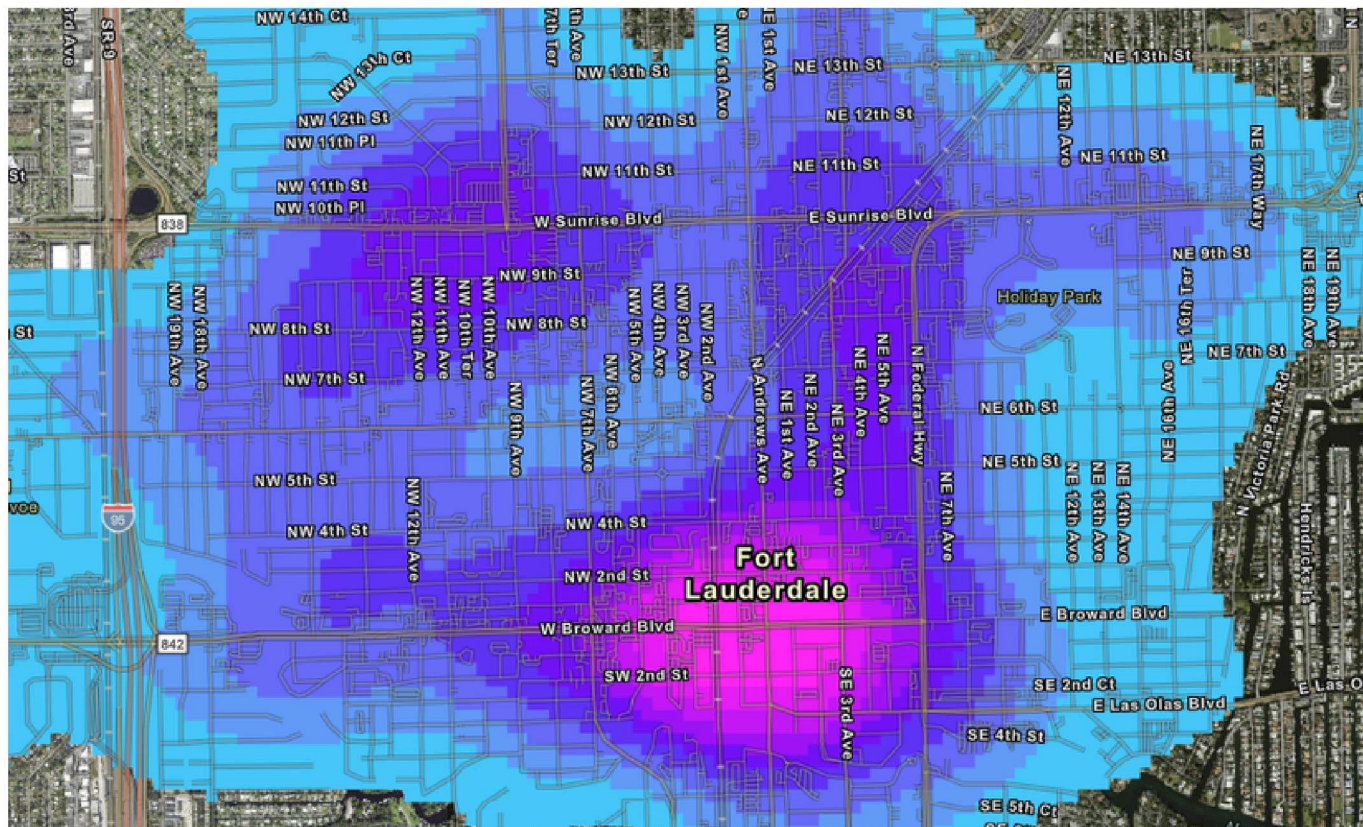 NW 14th Ct
3rd Ave
SR 9
7th Ter
th Ave
NW 1st Ave
e
NE 1st Ave
NW 13th Ct
NW 13th St
NE 13th St
NE 13th St
N
NW 12th St
NW 12th St
NE 12th St
NE 12th Ave
NW 11th Pl
NE 11th St
NE 17th Way
St
NW 11th St
NW 11th St
NE 11th St
NW 10th Pl
838
W Sunrise Blvd
E Sunrise Blvd
NW 9th St
NE 9th St
NE 16th Ter
NE 18th Ave
NE 19th Ave
Holiday Park
NW 19th Ave
NW 18th Ave
NW 12th Ave
NW 11th Ave
NW 10th Ter
NW 10th Ave
NW 5th Ave
NW 4th Ave
NW 3rd Ave
NW 2nd Ave
St
NW 8th St
NW 8th St
NE 7th St
NW 7th St
NW 9th Ave
NW 7th Ave
NW 6th Ave
N Andrews Ave
NE 1st Ave
NE 2nd Ave
NE 3rd Ave
NE 4th Ave
NE 5th Ave
N Federal Hwy
NE 16th Ave
N Victoria Park Rd
NE 6th St
NW 5th St
NE 5th St
NW 12th Ave
NE 7th Ave
NE 12th Ave
NE 13th Ave
NE 14th Ave
Hendricks Is
voe
95
NW 4th St
NW 4th St
Fort
Lauderdale
NW 2nd St
E Broward Blvd
W Broward Blvd
842
SW 2nd St
SE 3rd Ave
SE 2nd Ct
E Las O
E Las Olas Blvd
SE 4th St
SE 5th Ct